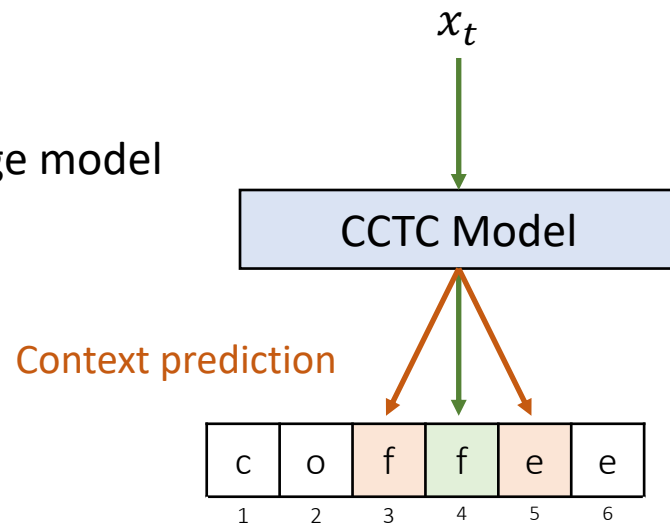 x_t
ge model
CCTC Model
Context prediction
c o f f e e
1 2 3 4 5 6